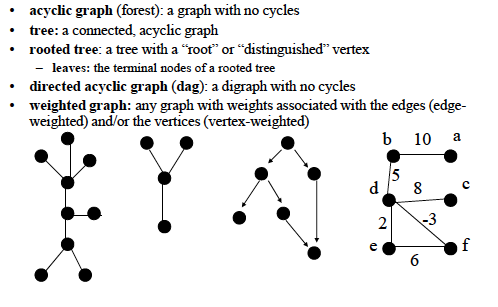 • acyclic graph (forest): a graph with no cycles
• tree: a connected, acyclic graph
• rooted tree: a tree with a “root” or “distinguished” vertex
– leaves: the terminal nodes of a rooted tree
• directed acyclic graph (dag): a digraph with no cycles
• weighted graph: any graph with weights associated with the edges (edge-
weighted) and/or the vertices (vertex-weighted)
b 10 a
5
d 8 c
2 -3
e f
6